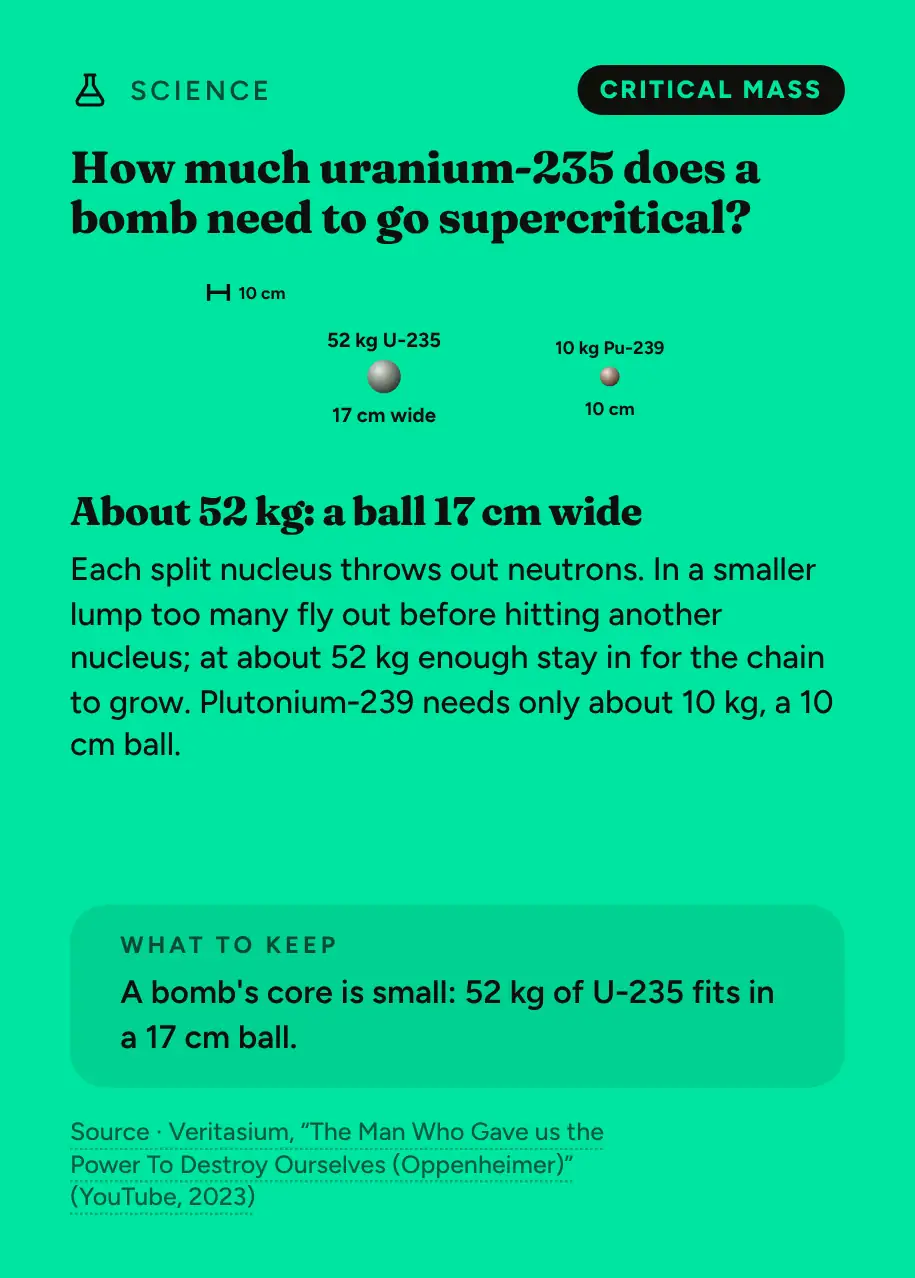 SCIENCE
CRITICAL MASS
How much uranium-235 does a
bomb need to go supercritical?
10 cm
52 kg U-235
17 cm wide
10 kg Pu-239
10 cm
About 52 kg: a ball 17 cm wide
Each split nucleus throws out neutrons. In a smaller
lump too many fly out before hitting another
nucleus; at about 52 kg enough stay in for the chain
to grow. Plutonium-239 needs only about 10 kg, a 10
cm ball.
WHAT TO KEEP
A bomb's core is small: 52 kg of U-235 fits in
a 17 cm ball.
Source · Veritasium, “The Man Who Gave us the
Power To Destroy Ourselves (Oppenheimer)”
(YouTube, 2023)